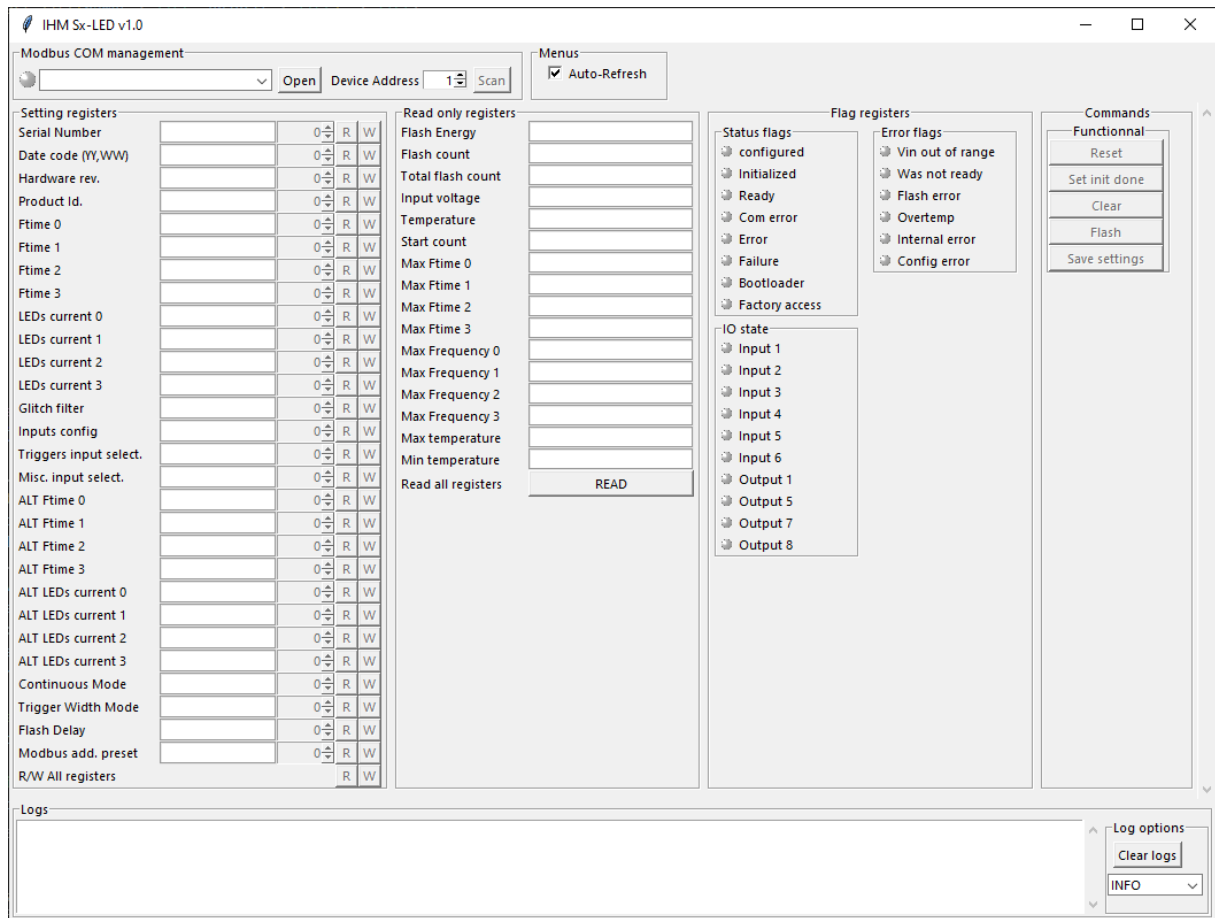 IHM Sx-LED v1.0
Modbus COM management
Open Device Address 1 Scan
Menus
Auto-Refresh
Setting registers
Serial Number 0 R W
Date code (YY,WW) 0 R W
Hardware rev. 0 R W
Product Id. 0 R W
Ftime 0 0 R W
Ftime 1 0 R W
Ftime 2 0 R W
Ftime 3 0 R W
LEDs current 0 0 R W
LEDs current 1 0 R W
LEDs current 2 0 R W
LEDs current 3 0 R W
Glitch filter 0 R W
Inputs config 0 R W
Triggers input select. 0 R W
Misc. input select. 0 R W
ALT Ftime 0 0 R W
ALT Ftime 1 0 R W
ALT Ftime 2 0 R W
ALT Ftime 3 0 R W
ALT LEDs current 0 0 R W
ALT LEDs current 1 0 R W
ALT LEDs current 2 0 R W
ALT LEDs current 3 0 R W
Continuous Mode 0 R W
Trigger Width Mode 0 R W
Flash Delay 0 R W
Modbus add. preset 0 R W
R/W All registers R W
Read only registers
Flash Energy
Flash count
Total flash count
Input voltage
Temperature
Start count
Max Ftime 0
Max Ftime 1
Max Ftime 2
Max Ftime 3
Max Frequency 0
Max Frequency 1
Max Frequency 2
Max Frequency 3
Max temperature
Min temperature
Read all registers READ
Flag registers
Status flags
configured
Initialized
Ready
Com error
Error
Failure
Bootloader
Factory access
IO state
Input 1
Input 2
Input 3
Input 4
Input 5
Input 6
Output 1
Output 5
Output 7
Output 8
Error flags
Vin out of range
Was not ready
Flash error
Overtemp
Internal error
Config error
Commands
Functionnal
Reset
Set init done
Clear
Flash
Save settings
Logs
Log options
Clear logs
INFO